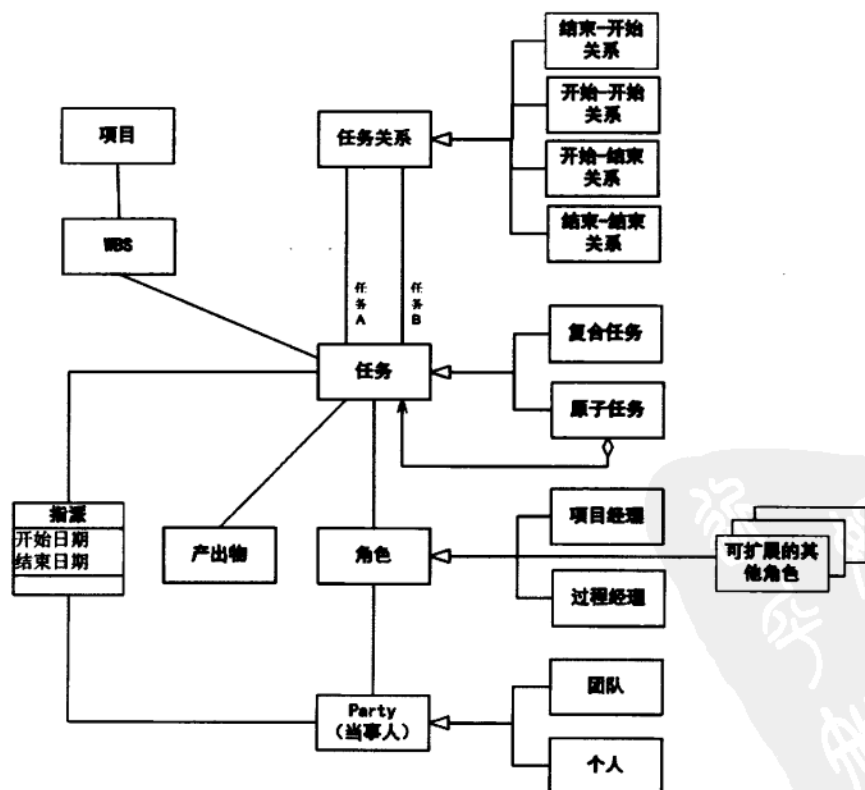 结束-开始
关系
开始-开始
关系
项目
任务关系
开始-结束
关系
WBS
结束-结束
关系
任务A
任务B
复合任务
任务
原子任务
指派
开始日期
结束日期
产出物
角色
项目经理
可扩展的其
他角色
过程经理
团队
Party
(当事人)
个人